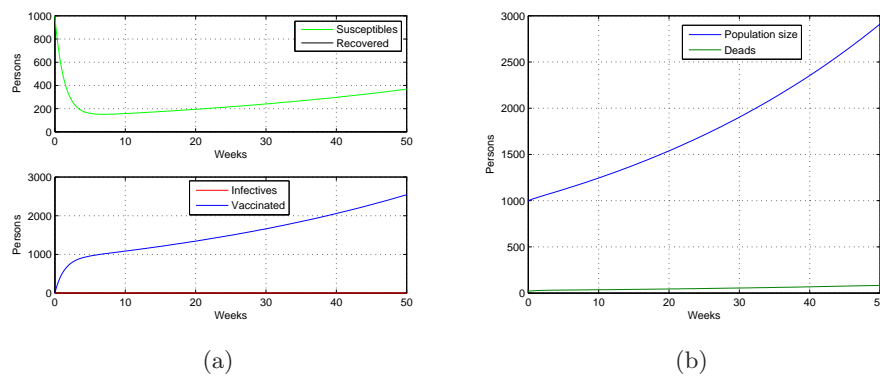 1000
800
600
400
200
0
Persons
Susceptibles
Recovered
0 10 20 30 40 50
Weeks
3000
2000
1000
0
Persons
Infectives
Vaccinated
0 10 20 30 40 50
Weeks
(a)
3000
2500
2000
1500
1000
500
0
Persons
Population size
Deads
0 10 20 30 40 50
Weeks
(b)